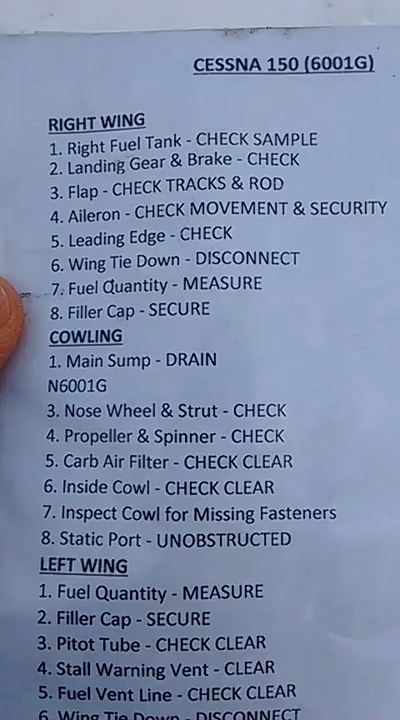 CESSNA 150 (6001G)
RIGHT WING
1. Right Fuel Tank - CHECK SAMPLE
2. Landing Gear & Brake - CHECK
3. Flap - CHECK TRACKS & ROD
4. Aileron - CHECK MOVEMENT & SECURITY
5. Leading Edge - CHECK
6. Wing Tie Down - DISCONNECT
7. Fuel Quantity - MEASURE
8. Filler Cap - SECURE
COWLING
1. Main Sump - DRAIN
N6001G
3. Nose Wheel & Strut - CHECK
4. Propeller & Spinner - CHECK
5. Carb Air Filter - CHECK CLEAR
6. Inside Cowl - CHECK CLEAR
7. Inspect Cowl for Missing Fasteners
8. Static Port - UNOBSTRUCTED
LEFT WING
1. Fuel Quantity - MEASURE
2. Filler Cap - SECURE
3. Pitot Tube - CHECK CLEAR
4. Stall Warning Vent - CLEAR
5. Fuel Vent Line - CHECK CLEAR
6. Wing Tie Down - DISCONNECT